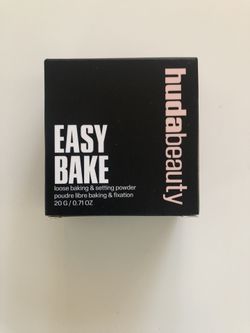 EASY
BAKE
loose baking & setting powder
poudre libre baking & fixation
20 G / 0.71 OZ
hudabeauty